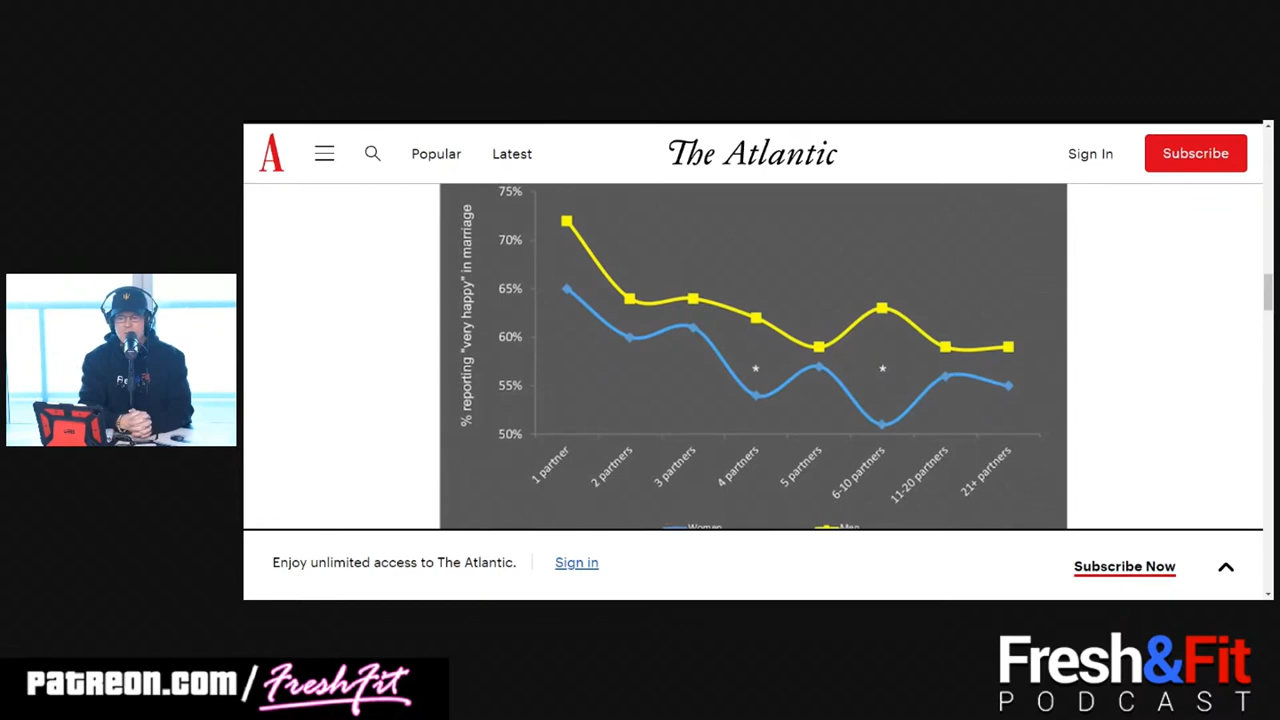 A
Popular
Latest
The Atlantic
Sign In
Subscribe
% reporting "very happy" in marriage
75%
70%
65%
60%
55%
50%
*
*
1 partner
2 partners
3 partners
4 partners
5 partners
6-10 partners
11-20 partners
21+ partners
Women
Men
Enjoy unlimited access to The Atlantic.
Sign in
Subscribe Now
patreon.com/FreshFit
Fresh&Fit
PODCAST